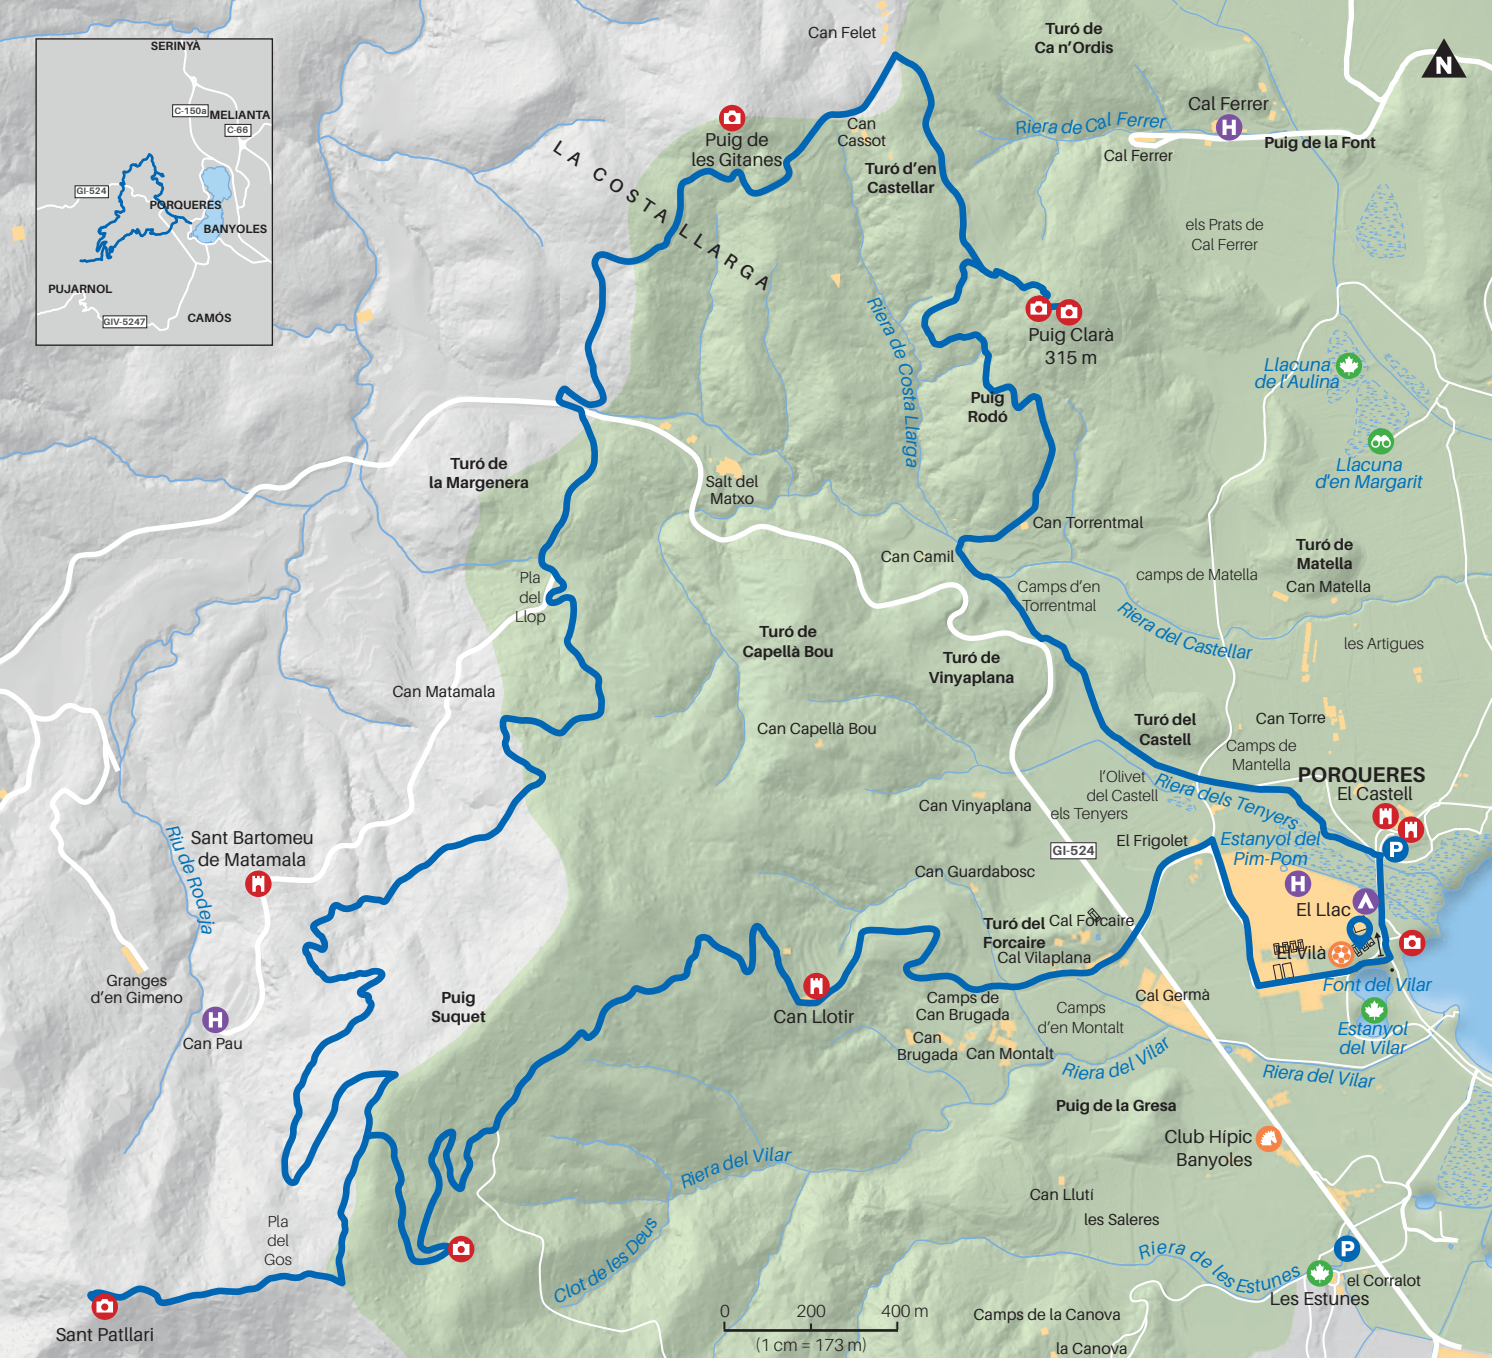 SERINYÀ
C-150a
MELIANTA
C-66
GI-524
PORQUERES
BANYOLES
PUJARNOL
GIV-5247
CAMÓS
Can Felet
Turó de
Ca n'Ordis
N
Cal Ferrer
H
Riera de Cal Ferrer
Cal Ferrer
Puig de la Font
Puig de
les Gitanes
Can
Cassot
Turó d'en
Castellar
LA COSTA LLARGA
els Prats de
Cal Ferrer
Riera de Costa Llarga
Puig Clarà
315 m
Llacuna
de l'Aulina
Puig
Rodó
Llacuna
d'en Margarit
Turó de
la Margenera
Salt del
Matxo
Can Torrentmal
Can Camil
Turó de
Matella
camps de Matella
Can Matella
Pla
del
Llop
Camps d'en
Torrentmal
Riera del Castellar
les Artigues
Turó de
Capellà Bou
Turó de
Vinyaplana
Can Matamala
Can Capellà Bou
Turó del
Castell
Can Torre
Camps de
Mantella
PORQUERES
El Castell
l'Olivet
del Castell
Riera dels Tenyers
Can Vinyaplana
els Tenyers
P
Riu de Rodeja
Sant Bartomeu
de Matamala
GI-524
El Frigolet
Estanyol del
Pim-Pom
H
Can Guardabosc
El Llac
Turó del
Forcaire
Cal Forcaire
Cal Vilaplana
El Vilà
Granges
d'en Gimeno
Puig
Suquet
Can Llotir
Camps de
Can Brugada
Cal Germà
Font del Vilar
H
Can Pau
Camps
d'en Montalt
Can
Brugada
Can Montalt
Estanyol
del Vilar
Riera del Vilar
Riera del Vilar
Puig de la Gresa
Club Hípic
Banyoles
Riera del Vilar
Can Llutí
les Saleres
Pla
del
Gos
Clot de les Deus
Riera de les Estunes
P
el Corralot
Les Estunes
Sant Patllari
0 200 400 m
(1 cm = 173 m)
Camps de la Canova
la Canova